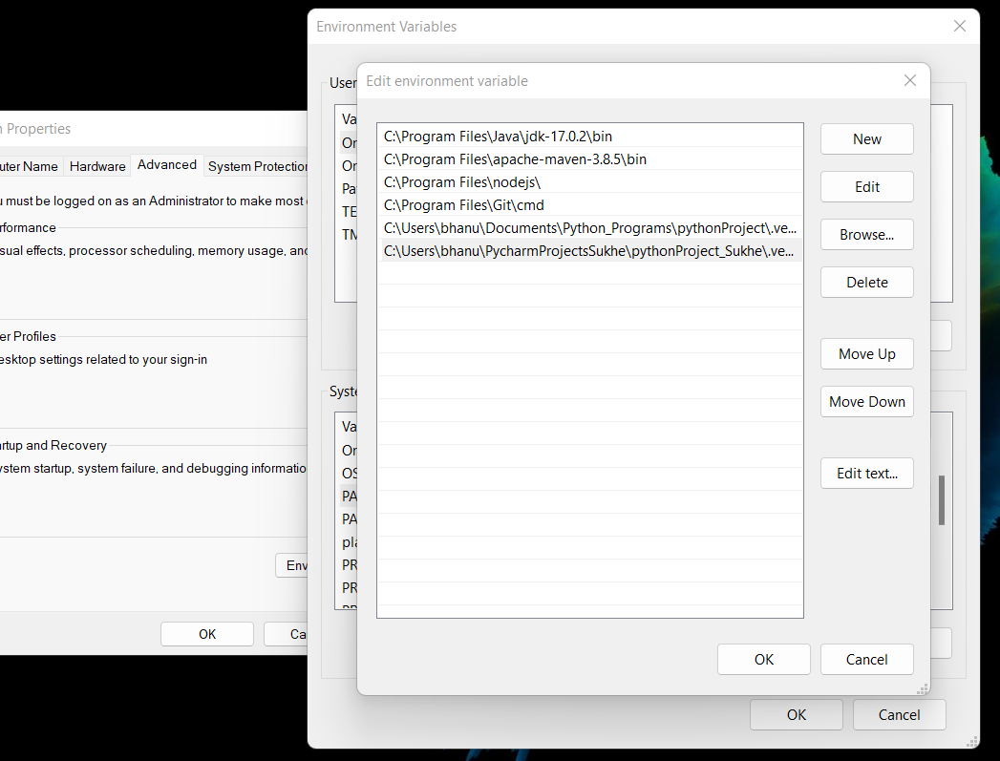 Environment Variables
User
Va
On
On
Pa
TE
TM
Edit environment variable
C:\Program Files\Java\jdk-17.0.2\bin
C:\Program Files\apache-maven-3.8.5\bin
C:\Program Files\nodejs\
C:\Program Files\Git\cmd
C:\Users\bhanu\Documents\Python_Programs\pythonProject\.ve...
C:\Users\bhanu\PycharmProjectsSukhe\pythonProject_Sukhe\.ve...
New
Edit
Browse...
Delete
Move Up
Move Down
Edit text...
OK
Cancel
Syste
Va
On
OS
PA
PA
pla
PR
PR
OK
Cancel
n Properties
uter Name
Hardware
Advanced
System Protection
u must be logged on as an Administrator to make most
rformance
sual effects, processor scheduling, memory usage, and
er Profiles
esktop settings related to your sign-in
artup and Recovery
ystem startup, system failure, and debugging informatio
Env
OK
Ca